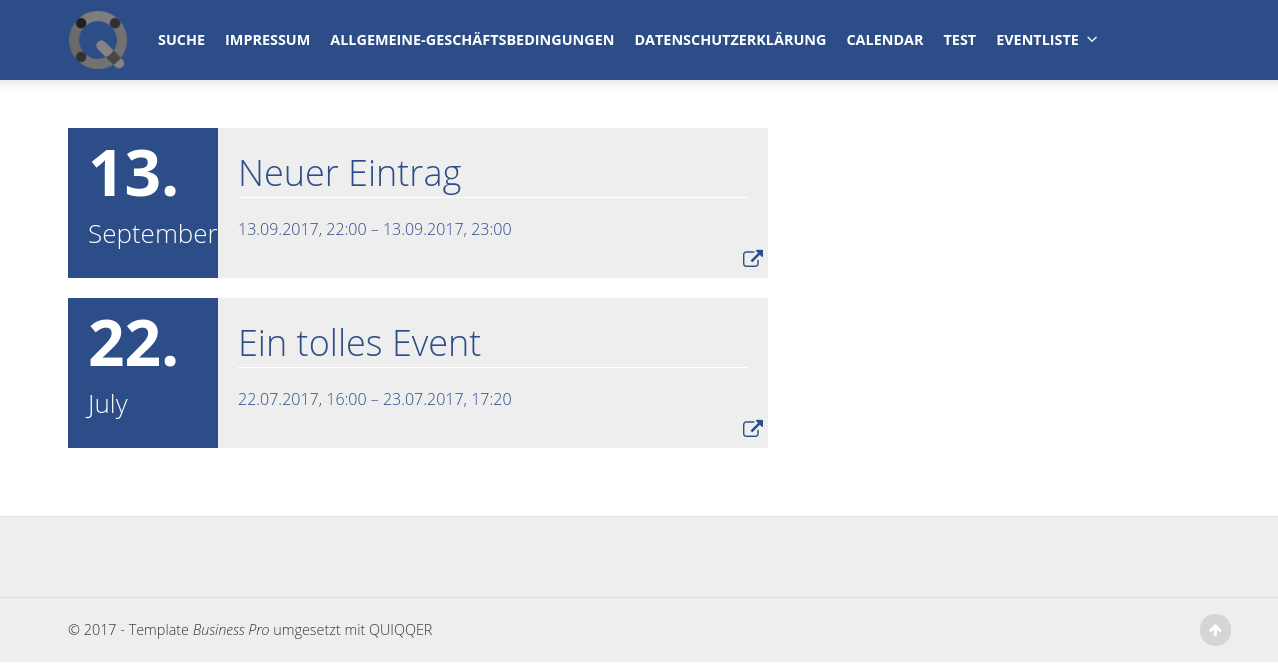 SUCHE IMPRESSUM ALLGEMEINE-GESCHÄFTSBEDINGUNGEN DATENSCHUTZERKLÄRUNG CALENDAR TEST EVENTLISTE
13.
September
Neuer Eintrag
13.09.2017, 22:00 – 13.09.2017, 23:00
22.
July
Ein tolles Event
22.07.2017, 16:00 – 23.07.2017, 17:20
© 2017 - Template Business Pro umgesetzt mit QUIQQER